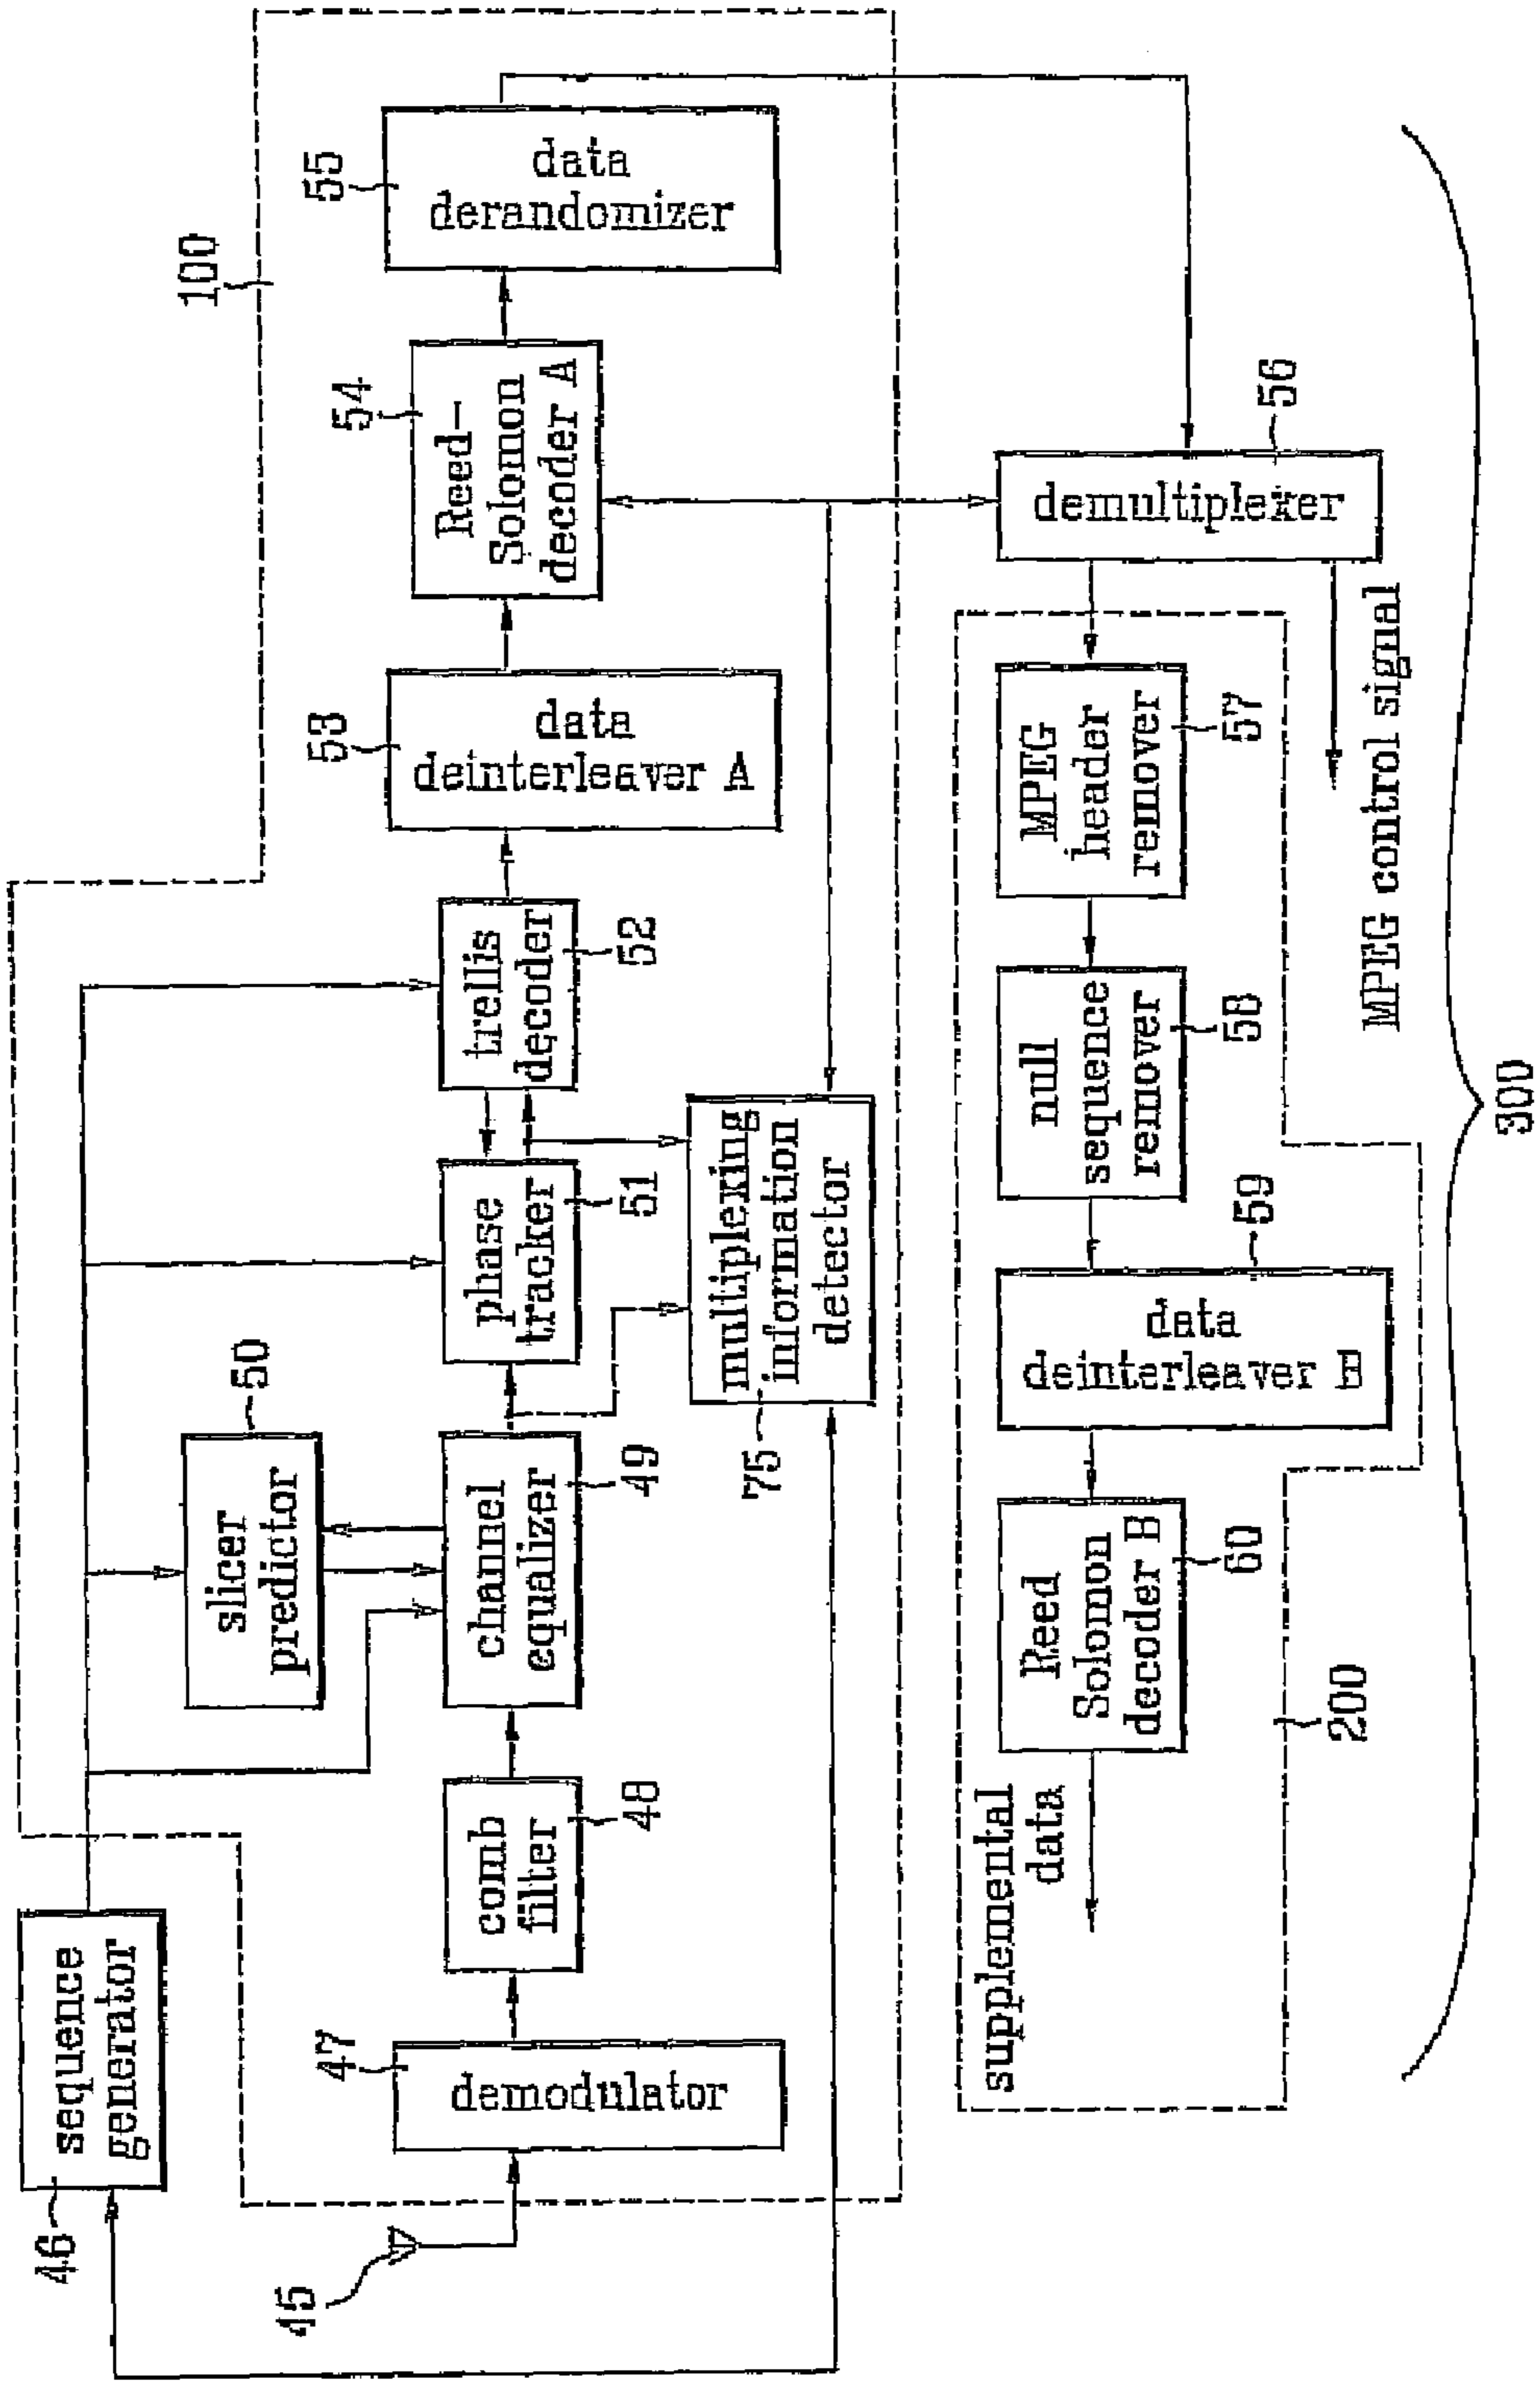 100
46
sequence
generator
50
slicer
predictor
45
47
demodulator
comb
filter
48
channel
equalizer
49
phase
tracker
51
trellis
decoder
52
53
data
deinterleaver A
54
Reed-
Solomon
decoder A
55
data
derandomizer
75
multiplexing
information
detector
supplemental
data
Reed
Solomon
decoder B
60
59
data
deinterleaver B
null
sequence
remover
58
MPEG
header
remover
57
demultiplexer
56
200
MPEG control signal
300